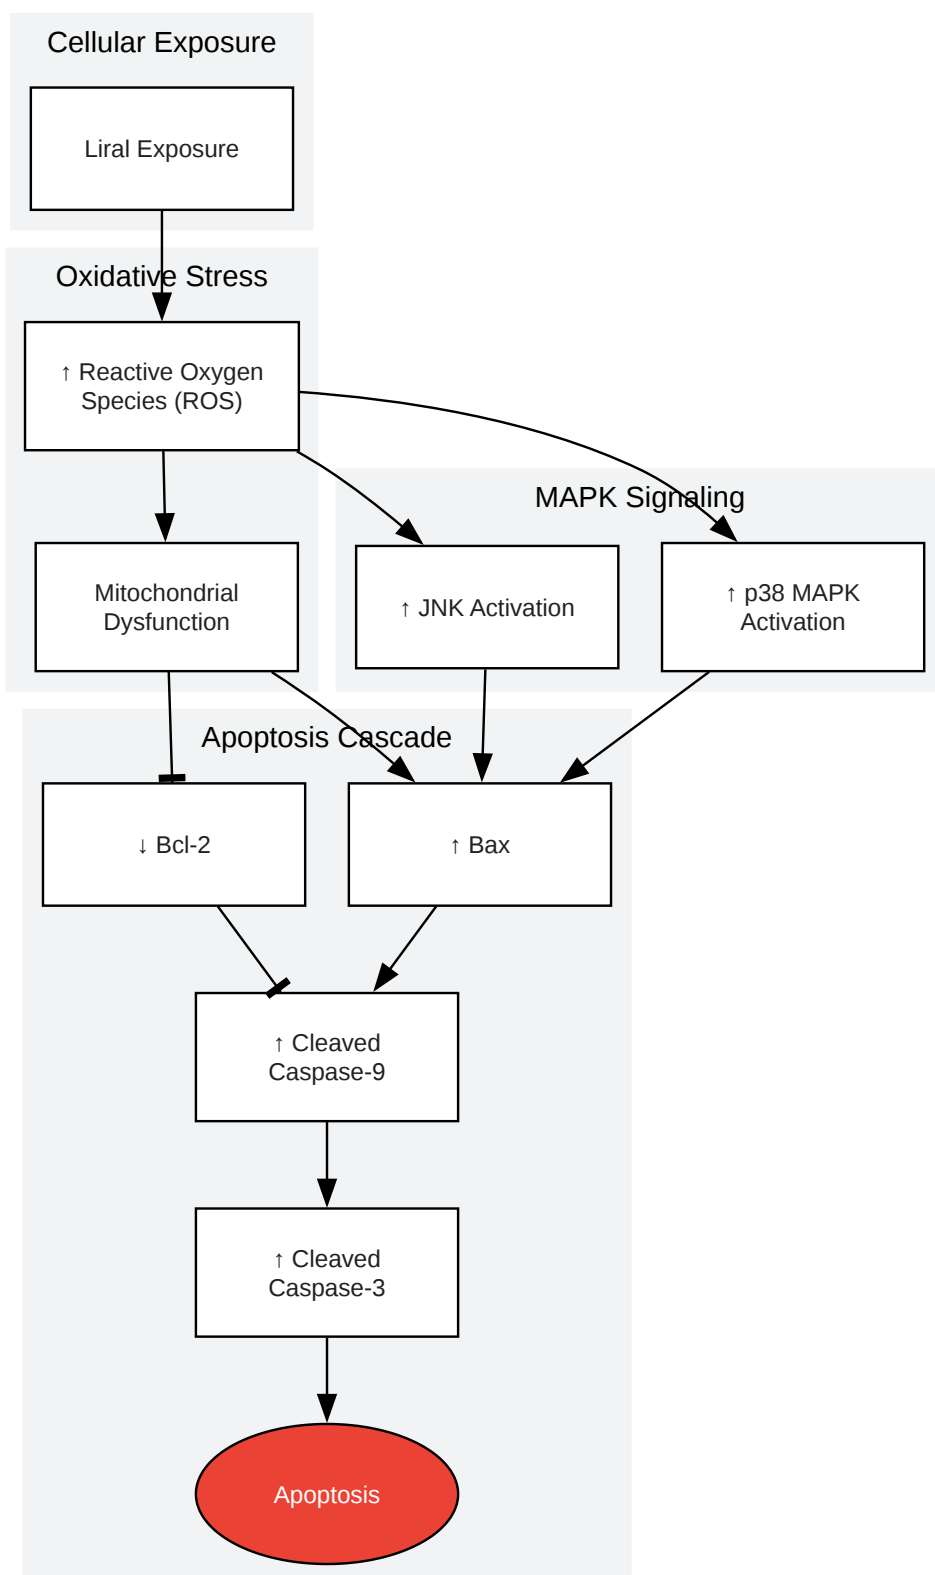 Cellular Exposure
Liral Exposure
Oxidative Stress
↑ Reactive Oxygen
Species (ROS)
MAPK Signaling
Mitochondrial
Dysfunction
↑ JNK Activation
↑ p38 MAPK
Activation
Apoptosis Cascade
↓ Bcl-2
↑ Bax
↑ Cleaved
Caspase-9
↑ Cleaved
Caspase-3
Apoptosis